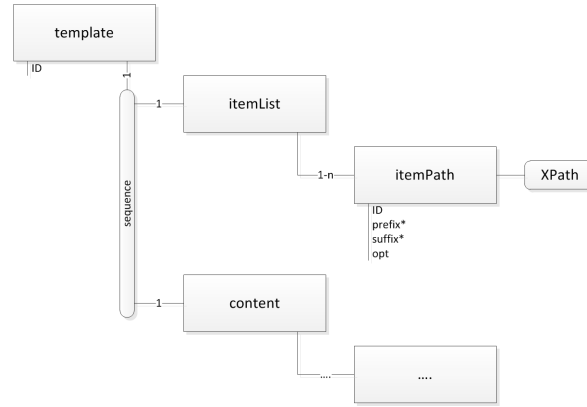 template
ID
1
sequence
1
itemList
1-n
itemPath
XPath
ID
prefix*
suffix*
opt
1
content
....
....